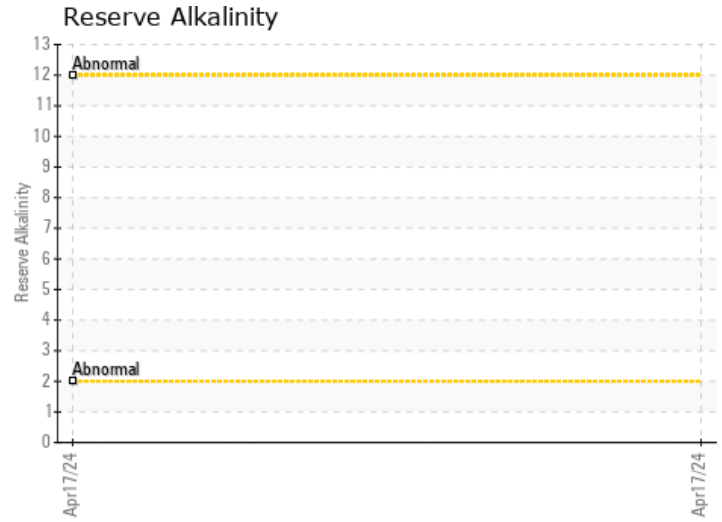 Reserve Alkalinity
Reserve Alkalinity
13
12
11
10
9
8
7
6
5
4
3
2
1
0
Abnormal
Abnormal
Apr17/24
Apr17/24